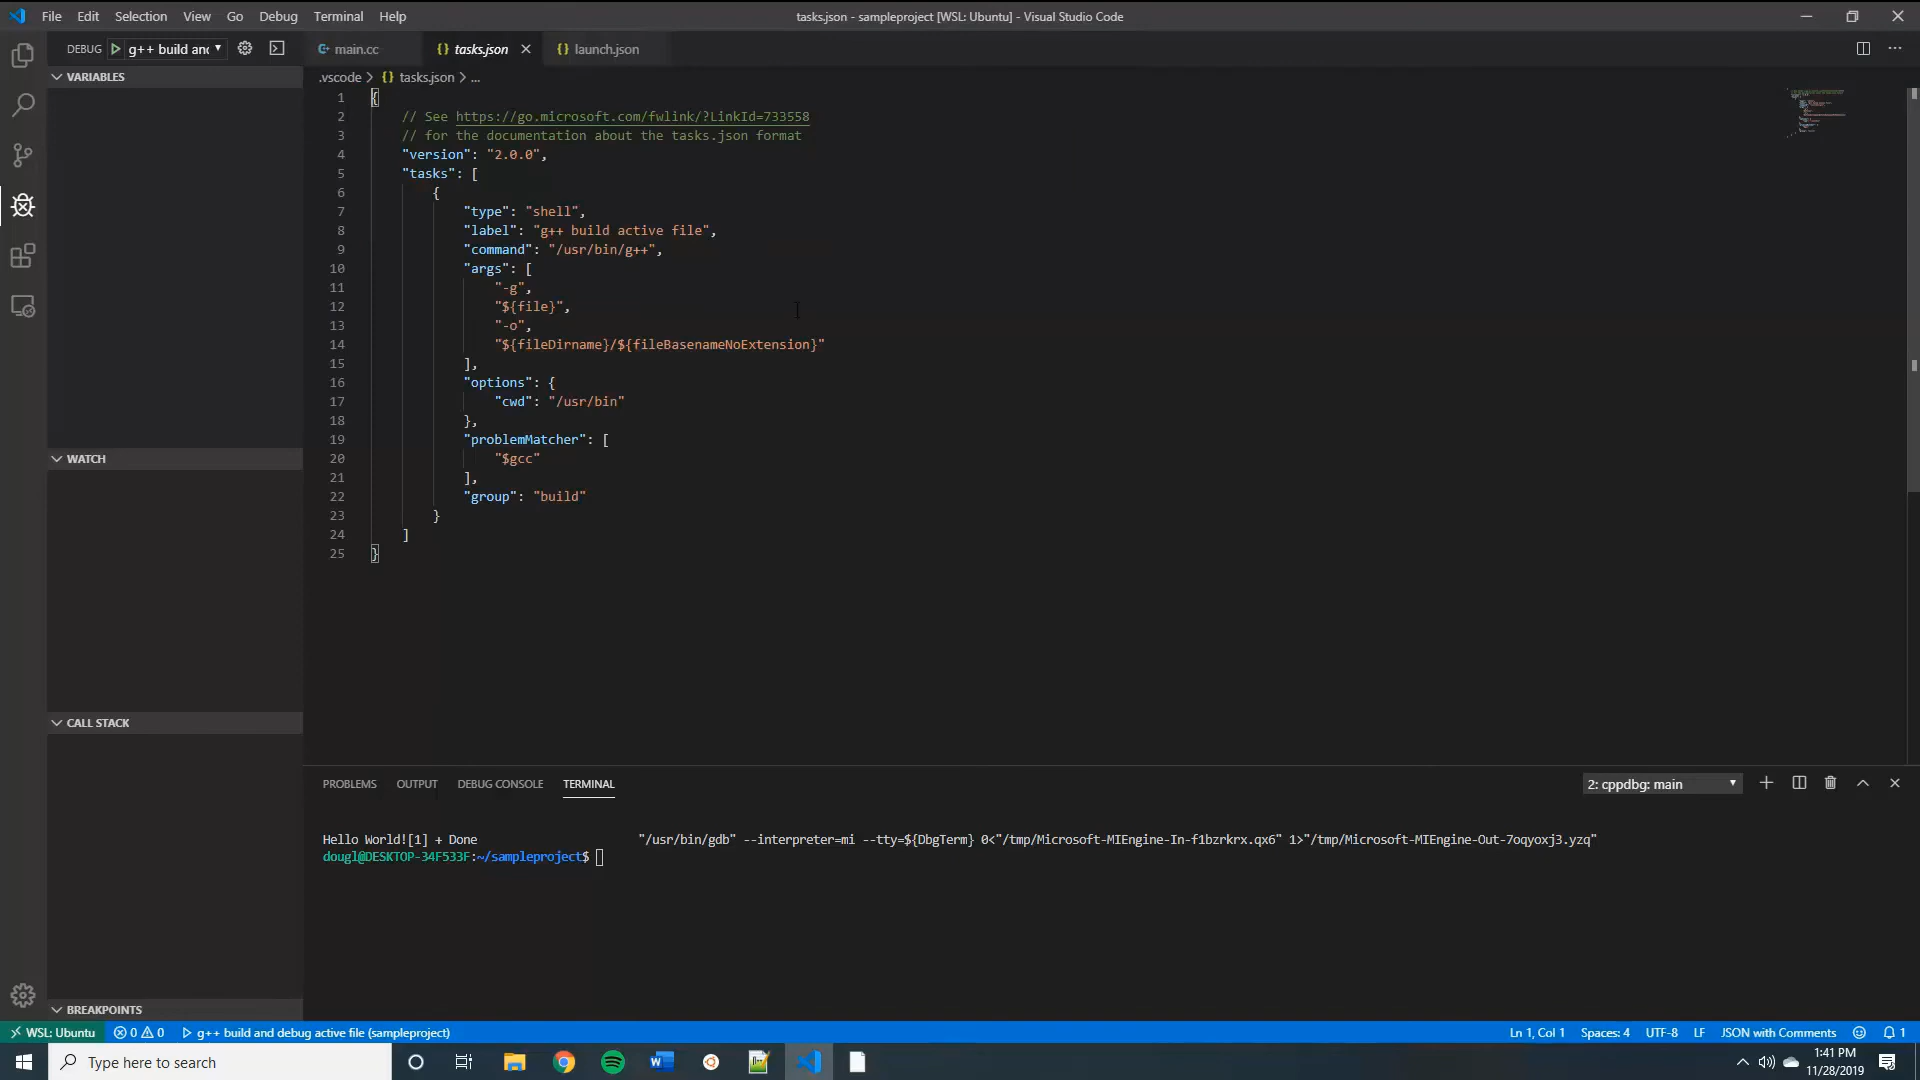 File Edit Selection View Go Debug Terminal Help
tasks.json - sampleproject [WSL: Ubuntu] - Visual Studio Code
DEBUG g++ build anc
main.cc
{} tasks.json
{} launch.json
VARIABLES
.vscode > {} tasks.json > ...
1 {
2 // See https://go.microsoft.com/fwlink/?LinkId=733558
3 // for the documentation about the tasks.json format
4 "version": "2.0.0",
5 "tasks": [
6 {
7 "type": "shell",
8 "label": "g++ build active file",
9 "command": "/usr/bin/g++",
10 "args": [
11 "-g",
12 "${file}",
13 "-o",
14 "${fileDirname}/${fileBasenameNoExtension}"
15 ],
16 "options": {
17 "cwd": "/usr/bin"
18 },
19 "problemMatcher": [
20 "$gcc"
21 ],
22 "group": "build"
23 }
24 ]
25 }
WATCH
CALL STACK
BREAKPOINTS
PROBLEMS OUTPUT DEBUG CONSOLE TERMINAL
2: cppdbg: main
Hello World![1] + Done "/usr/bin/gdb" --interpreter=mi --tty=${DbgTerm} 0<"/tmp/Microsoft-MIEngine-In-f1bzrkrx.qx6" 1>"/tmp/Microsoft-MIEngine-Out-7oqyoxj3.yzq"
dougl@DESKTOP-34F533F:~/sampleproject$
WSL: Ubuntu 0 0 g++ build and debug active file (sampleproject)
Ln 1, Col 1 Spaces: 4 UTF-8 LF JSON with Comments 1
Type here to search
1:41 PM
11/28/2019